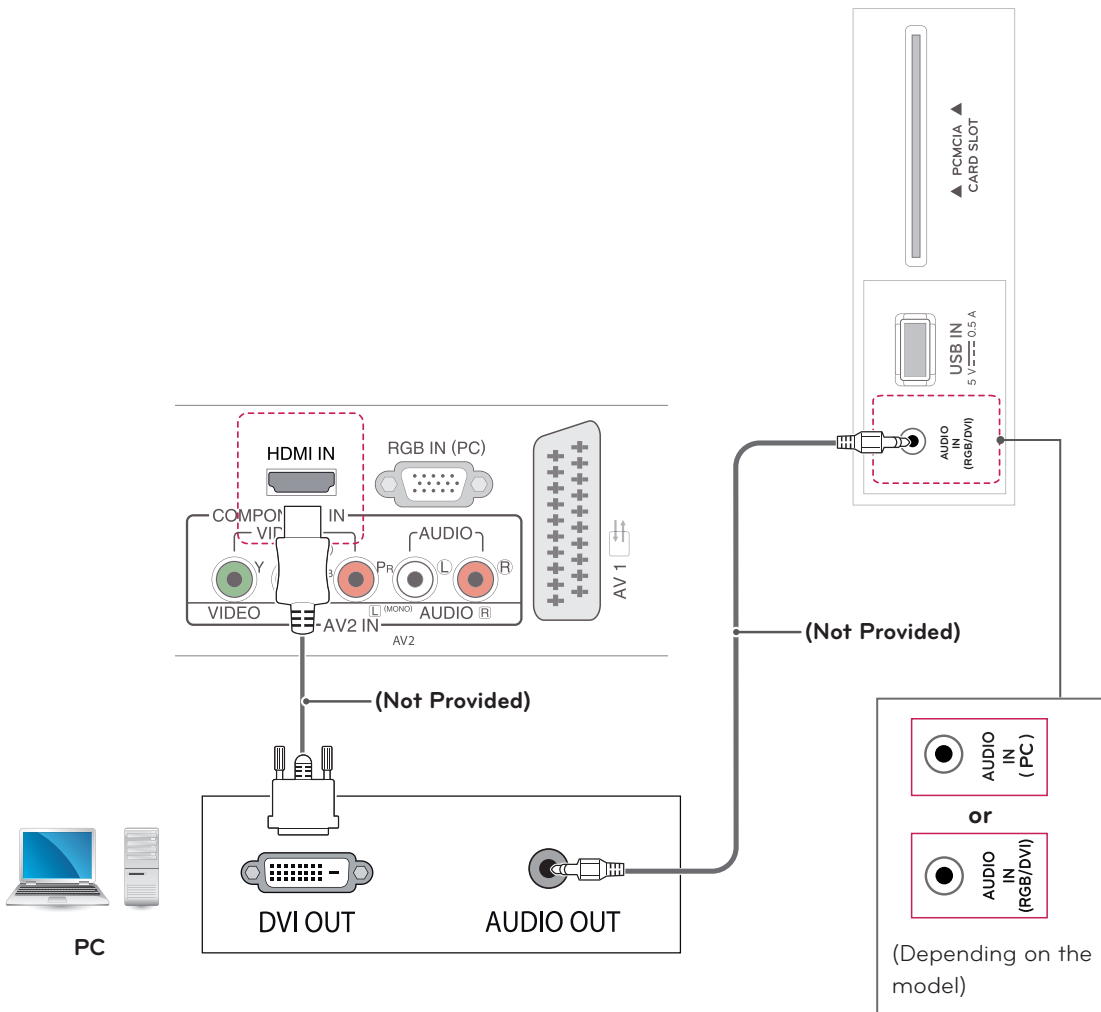 ▲ PCMCIA ▲
CARD SLOT
USB IN
5 V 0.5 A
AUDIO
IN
(RGB/DVI)
HDMI IN
RGB IN (PC)
COMPON IN
VID
AUDIO
Y
B
PR
L
R
VIDEO
L (MONO) AUDIO R
AV2 IN
AV2
AV 1
(Not Provided)
(Not Provided)
PC
DVI OUT
AUDIO OUT
AUDIO
IN
(PC)
or
AUDIO
IN
(RGB/DVI)
(Depending on the
model)